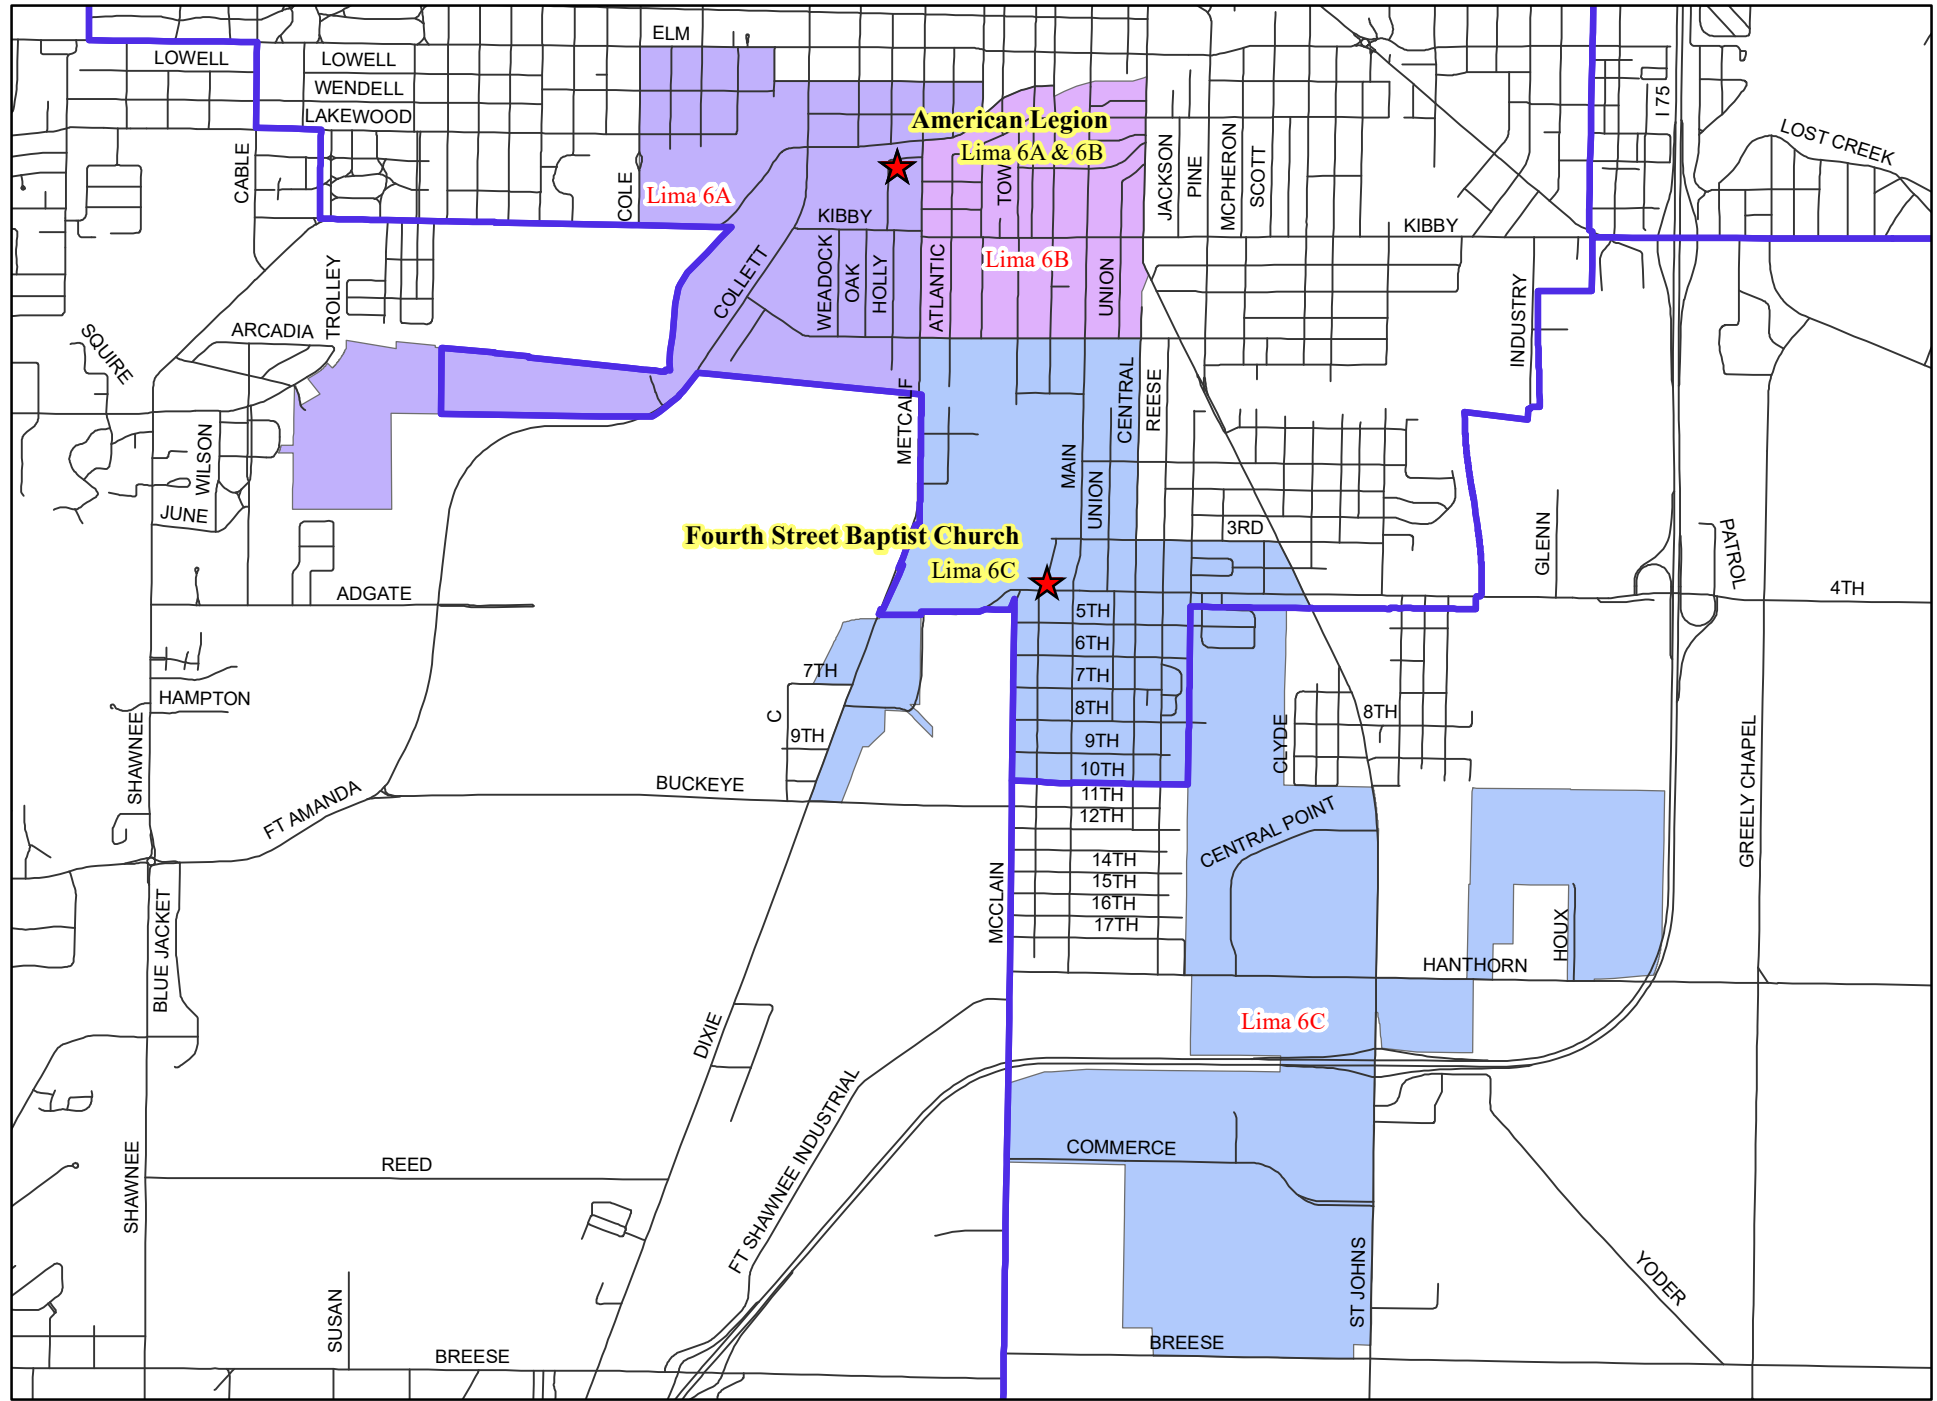 ELM
LOWELL
LOWELL
WENDELL
LAKEWOOD
I 75
American Legion
Lima 6A & 6B
LOST CREEK
CABLE
COLE
Lima 6A
TOW
JACKSON
PINE
MCPHERON
SCOTT
KIBBY
KIBBY
Lima 6B
TROLLEY
COLLETT
WEADOCK
OAK
HOLLY
ATLANTIC
UNION
INDUSTRY
SQUIRE
ARCADIA
METCALF
CENTRAL
REESE
WILSON
JUNE
MAIN
UNION
3RD
GLENN
PATROL
Fourth Street Baptist Church
Lima 6C
ADGATE
4TH
5TH
6TH
7TH
7TH
8TH
8TH
9TH
9TH
10TH
C
HAMPTON
SHAWNEE
CLYDE
GREELY CHAPEL
FT AMANDA
BUCKEYE
11TH
12TH
CENTRAL POINT
14TH
15TH
16TH
17TH
MCCLAIN
BLUE JACKET
HOUX
HANTHORN
Lima 6C
DIXIE
FT SHAWNEE INDUSTRIAL
COMMERCE
SHAWNEE
REED
ST JOHNS
YODER
SUSAN
BREESE
BREESE